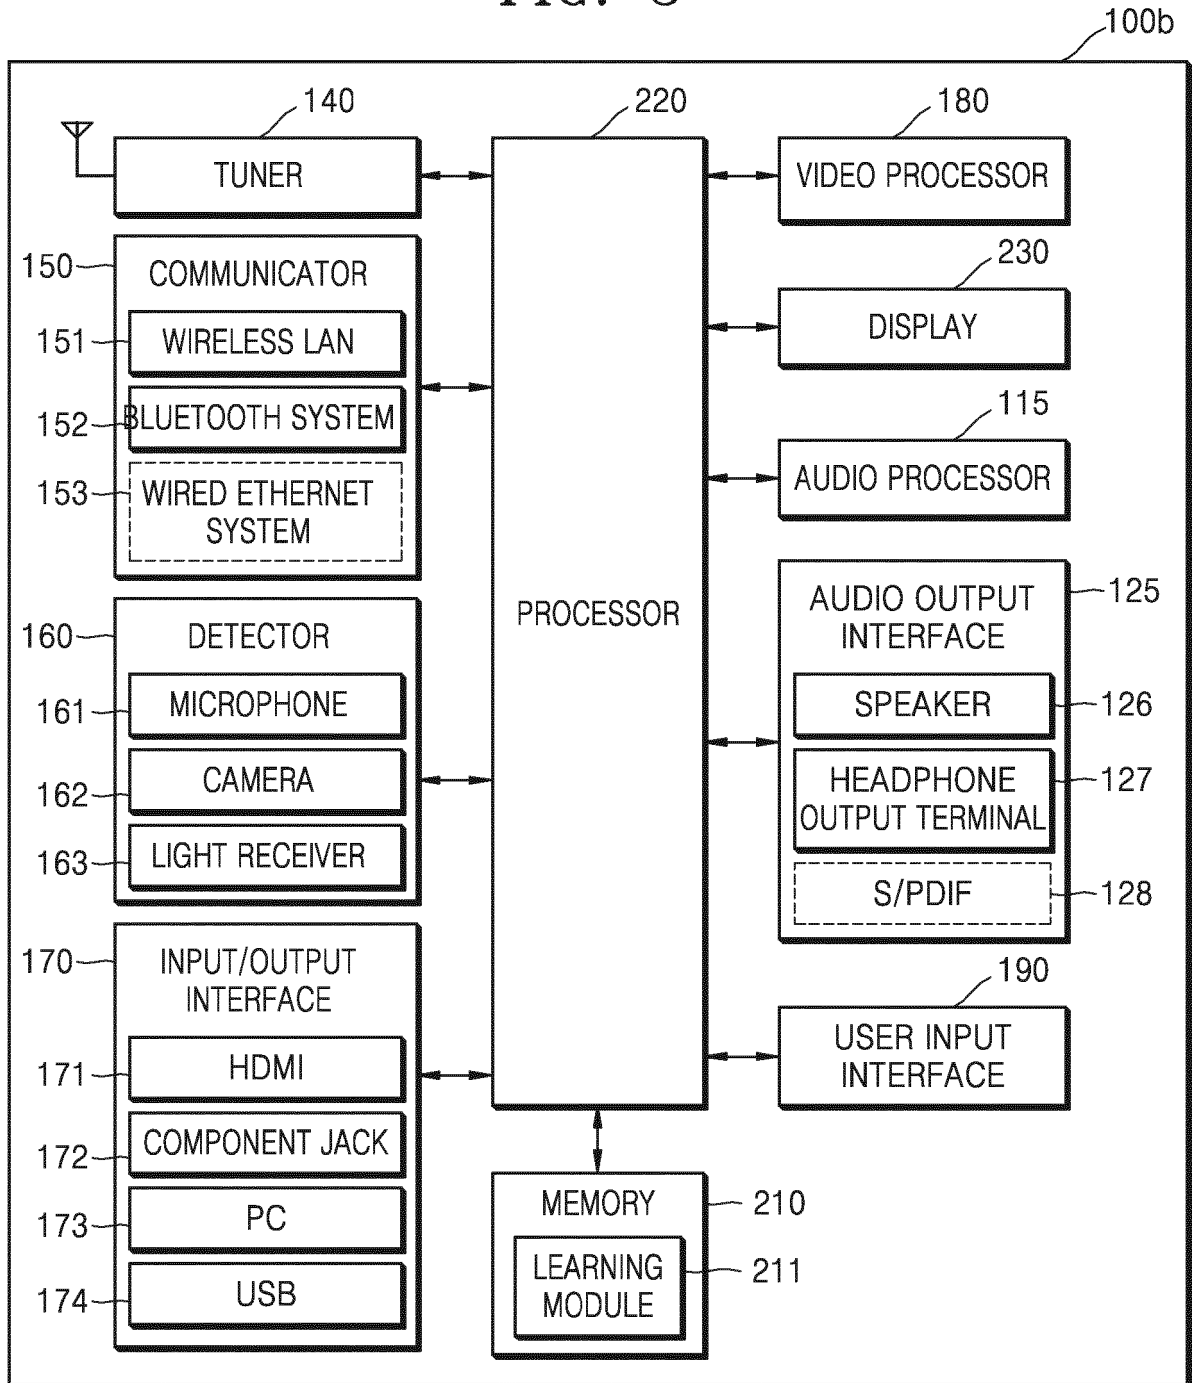 100b
140
TUNER
150
COMMUNICATOR
151
WIRELESS LAN
152
BLUETOOTH SYSTEM
153
WIRED ETHERNET
SYSTEM
160
DETECTOR
161
MICROPHONE
162
CAMERA
163
LIGHT RECEIVER
170
INPUT/OUTPUT
INTERFACE
171
HDMI
172
COMPONENT JACK
173
PC
174
USB
220
PROCESSOR
MEMORY
210
LEARNING
MODULE
211
180
VIDEO PROCESSOR
230
DISPLAY
115
AUDIO PROCESSOR
AUDIO OUTPUT
INTERFACE
125
SPEAKER
126
HEADPHONE
OUTPUT TERMINAL
127
S/PDIF
128
190
USER INPUT
INTERFACE